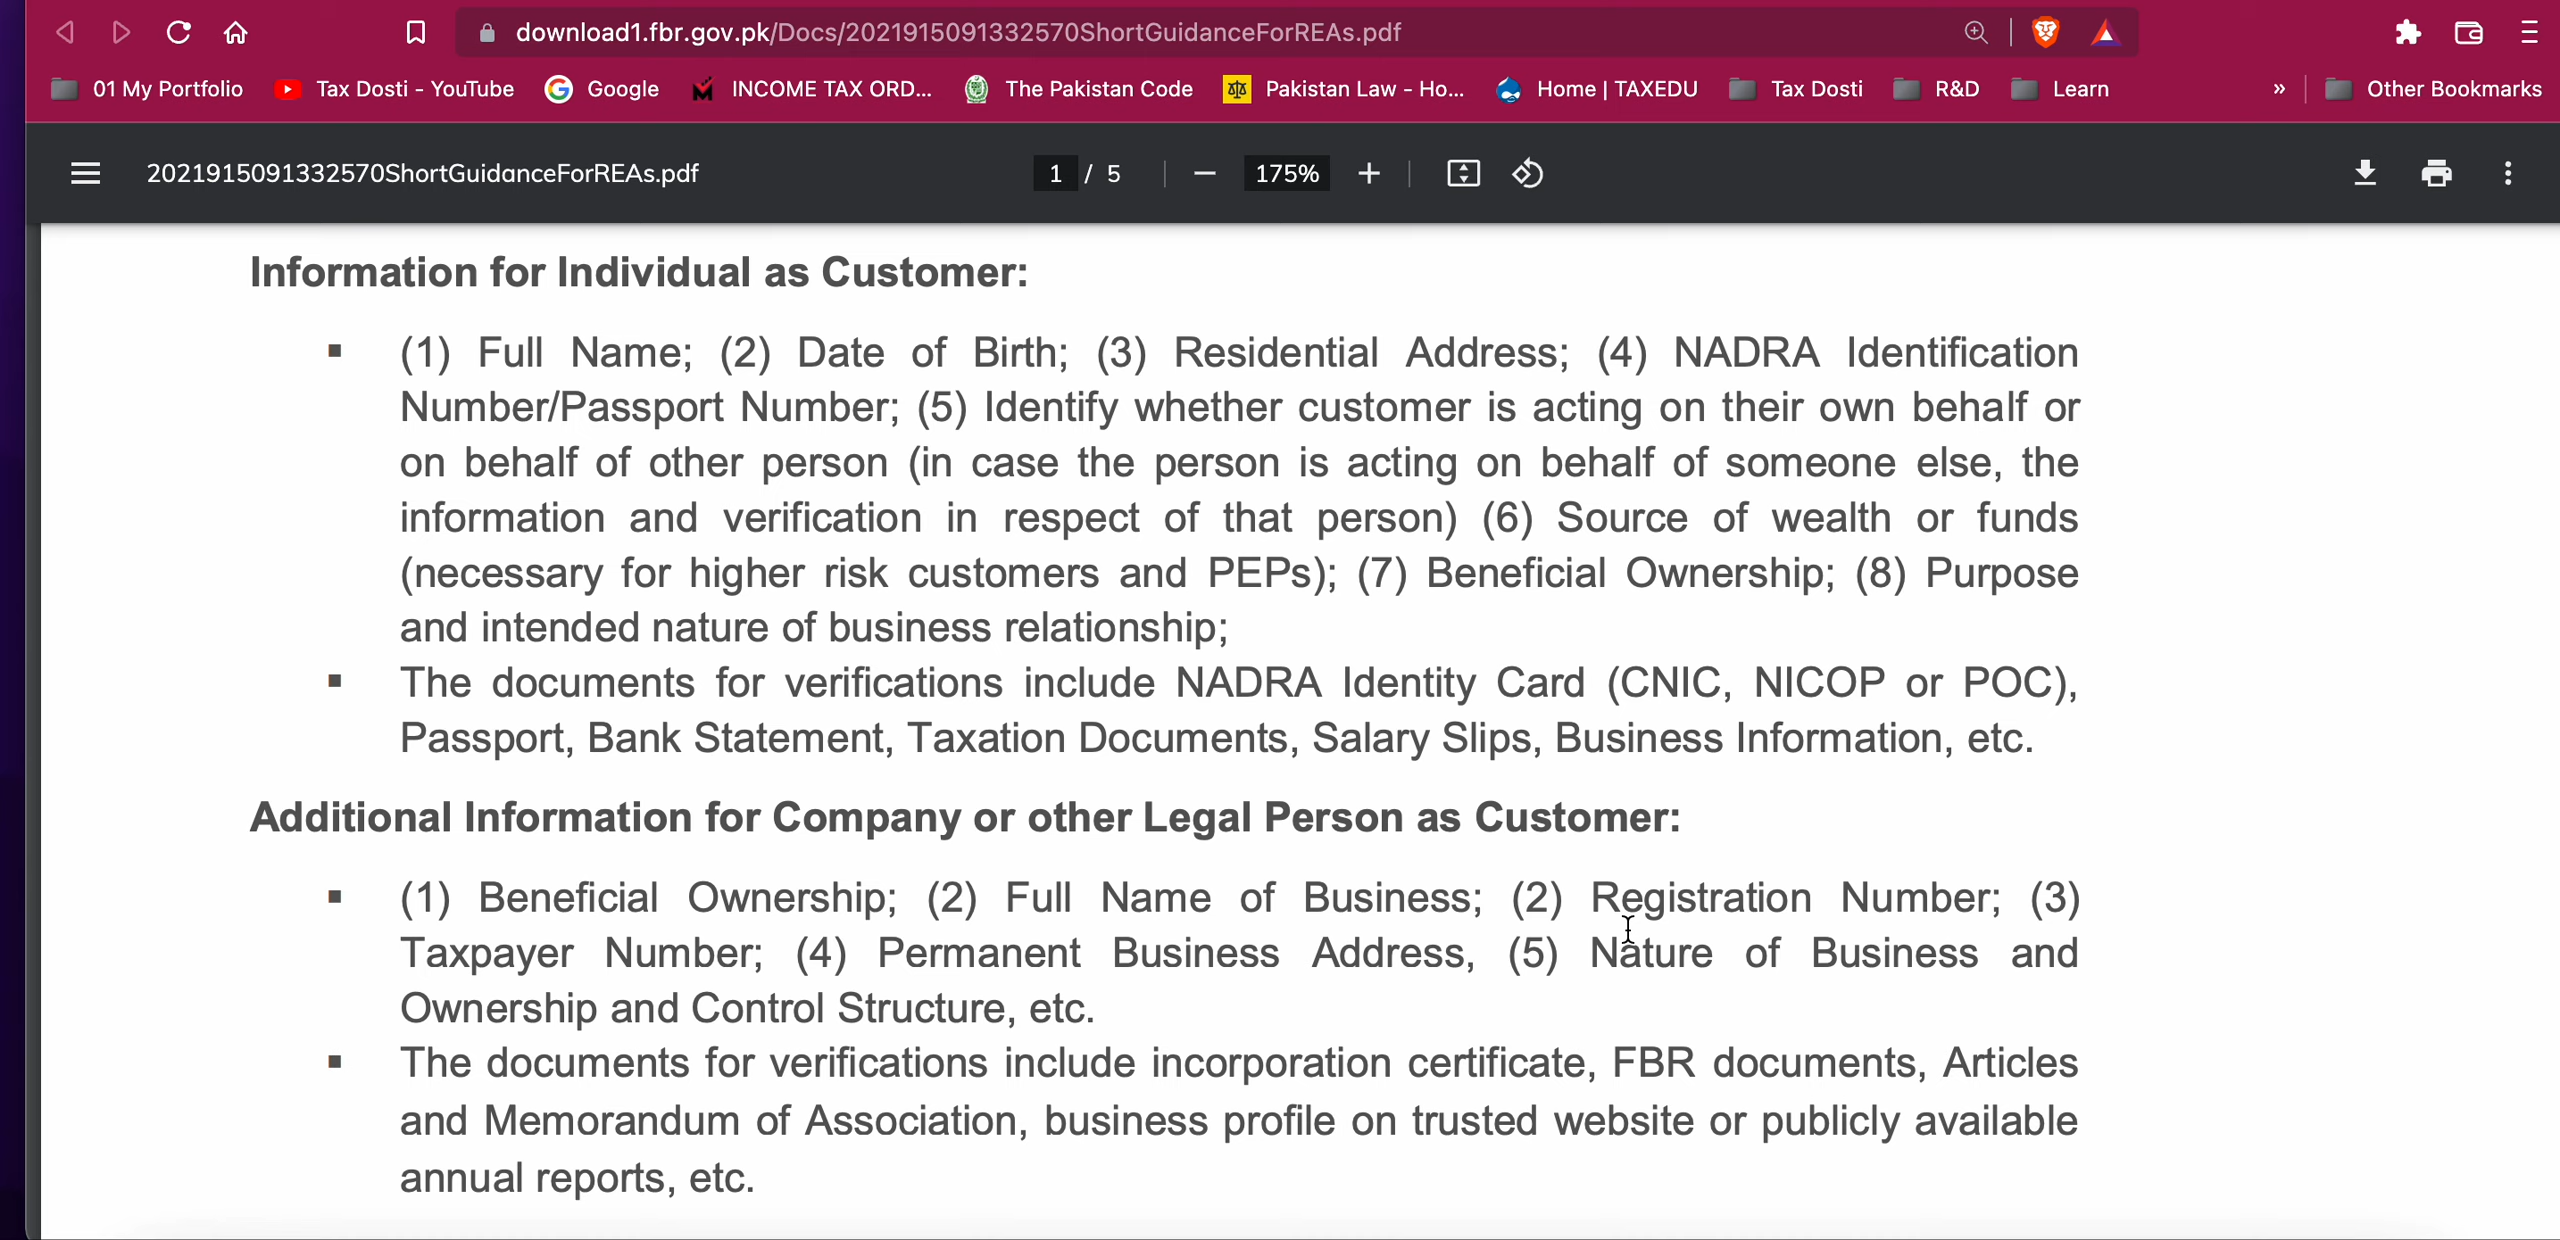 download1.fbr.gov.pk/Docs/2021915091332570ShortGuidanceForREAs.pdf
01 My Portfolio Tax Dosti - YouTube Google INCOME TAX ORD... The Pakistan Code Pakistan Law - Ho... Home | TAXEDU Tax Dosti R&D Learn » Other Bookmarks
2021915091332570ShortGuidanceForREAs.pdf 1 / 5 175%
Information for Individual as Customer:
▪ (1) Full Name; (2) Date of Birth; (3) Residential Address; (4) NADRA Identification
Number/Passport Number; (5) Identify whether customer is acting on their own behalf or
on behalf of other person (in case the person is acting on behalf of someone else, the
information and verification in respect of that person) (6) Source of wealth or funds
(necessary for higher risk customers and PEPs); (7) Beneficial Ownership; (8) Purpose
and intended nature of business relationship;
▪ The documents for verifications include NADRA Identity Card (CNIC, NICOP or POC),
Passport, Bank Statement, Taxation Documents, Salary Slips, Business Information, etc.
Additional Information for Company or other Legal Person as Customer:
▪ (1) Beneficial Ownership; (2) Full Name of Business; (2) Registration Number; (3)
Taxpayer Number; (4) Permanent Business Address, (5) Nature of Business and
Ownership and Control Structure, etc.
▪ The documents for verifications include incorporation certificate, FBR documents, Articles
and Memorandum of Association, business profile on trusted website or publicly available
annual reports, etc.